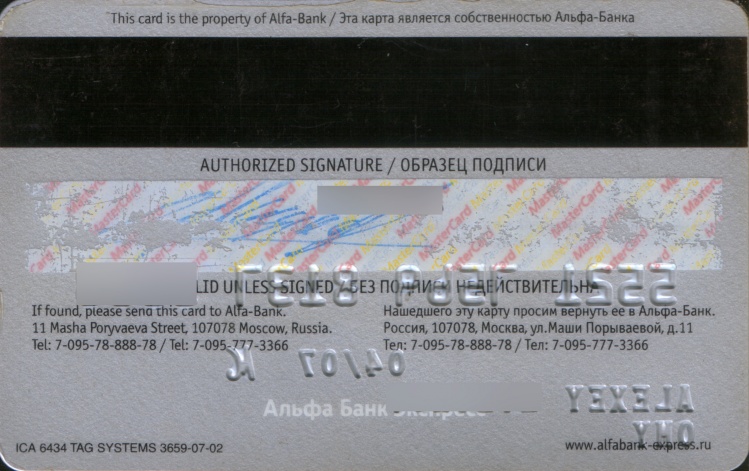 This card is the property of Alfa-Bank / Эта карта является собственностью Альфа-Банка
AUTHORIZED SIGNATURE / ОБРАЗЕЦ ПОДПИСИ
UNLESS SIGNED / БЕЗ ПОДПИСИ НЕДЕЙСТВИТЕЛЬНА
If found, please send this card to Alfa-Bank.
11 Masha Poryvaeva Street, 107078 Moscow, Russia.
Tel: 7-095-78-888-78 / Tel: 7-095-777-3366
Нашедшего эту карту просим вернуть ее в Альфа-Банк.
Россия, 107078, Москва, ул.Маши Порываевой, д.11
Тел: 7-095-78-888-78 / Тел: 7-095-777-3366
04/07
Альфа Банк Экспресс
ALEXEY
ICA 6434 TAG SYSTEMS 3659-07-02
www.alfabank-express.ru